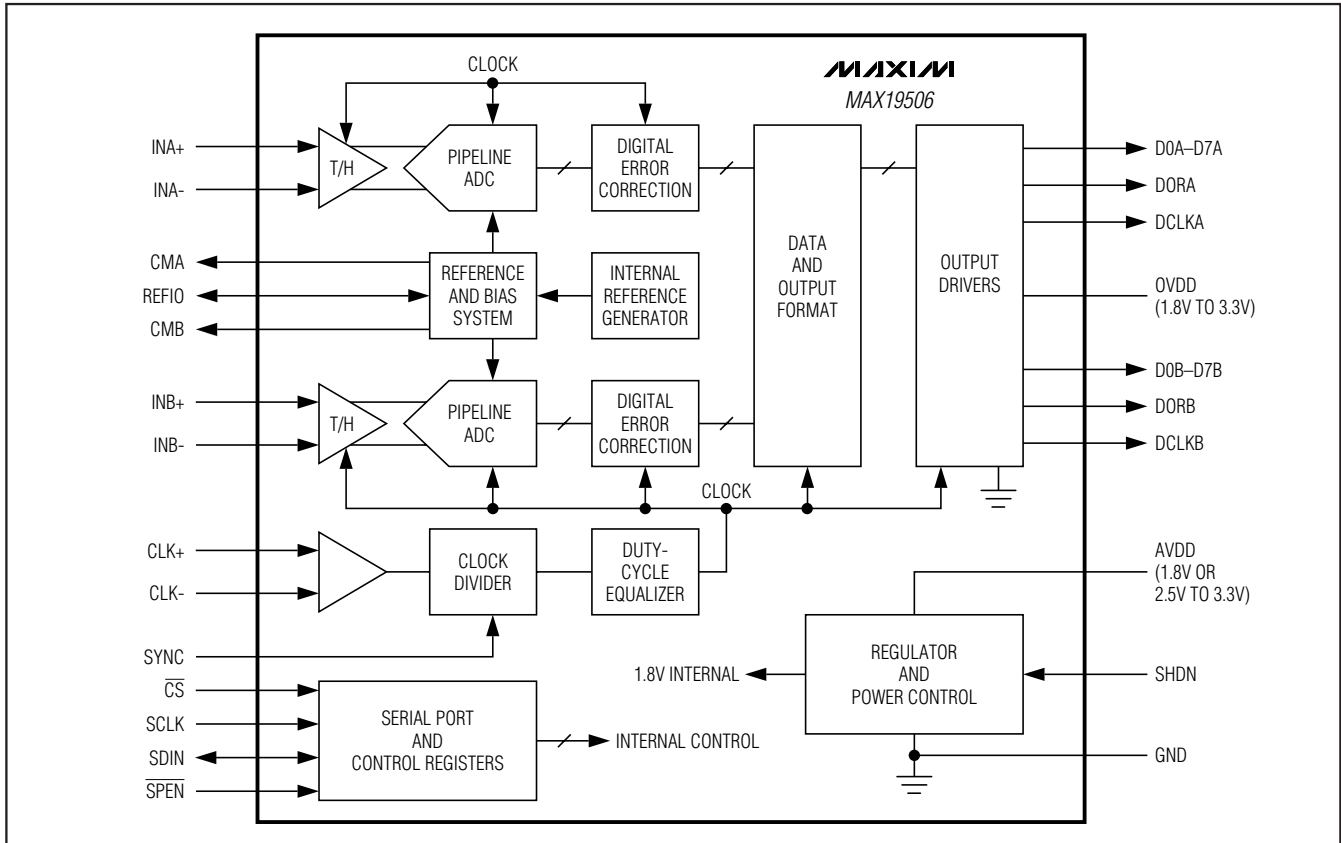 CLOCK
MAXIM
MAX19506
INA+
INA-
T/H
PIPELINE
ADC
DIGITAL
ERROR
CORRECTION
DATA
AND
OUTPUT
FORMAT
OUTPUT
DRIVERS
D0A–D7A
DORA
DCLKA
CMA
REFIO
CMB
REFERENCE
AND BIAS
SYSTEM
INTERNAL
REFERENCE
GENERATOR
OVDD
(1.8V TO 3.3V)
INB+
INB-
T/H
PIPELINE
ADC
DIGITAL
ERROR
CORRECTION
D0B–D7B
DORB
DCLKB
CLOCK
CLK+
CLK-
SYNC
CLOCK
DIVIDER
DUTY-
CYCLE
EQUALIZER
AVDD
(1.8V OR
2.5V TO 3.3V)
1.8V INTERNAL
REGULATOR
AND
POWER CONTROL
SHDN
GND
CS
SCLK
SDIN
SPEN
SERIAL PORT
AND
CONTROL REGISTERS
INTERNAL CONTROL